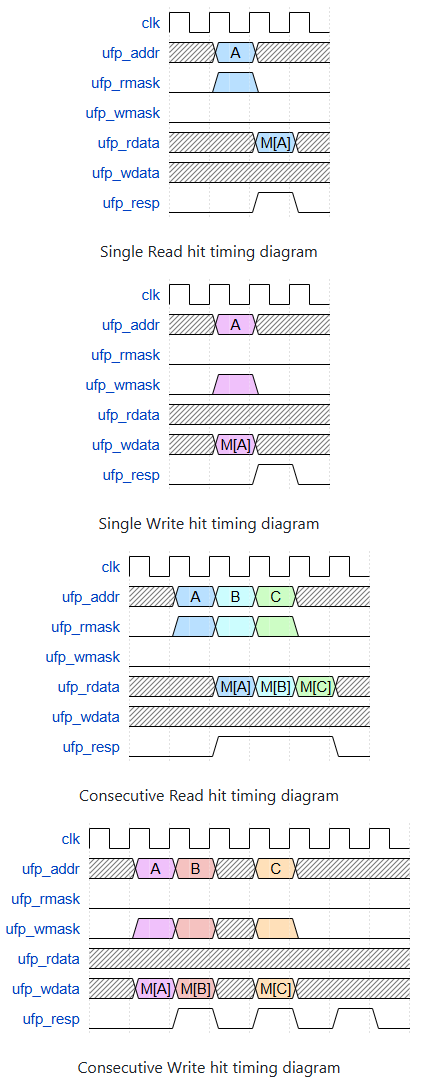 clk
ufp_addr A
ufp_rmask
ufp_wmask
ufp_rdata M[A]
ufp_wdata
ufp_resp
Single Read hit timing diagram
clk
ufp_addr A
ufp_rmask
ufp_wmask
ufp_rdata
ufp_wdata M[A]
ufp_resp
Single Write hit timing diagram
clk
ufp_addr A B C
ufp_rmask
ufp_wmask
ufp_rdata M[A] M[B] M[C]
ufp_wdata
ufp_resp
Consecutive Read hit timing diagram
clk
ufp_addr A B C
ufp_rmask
ufp_wmask
ufp_rdata
ufp_wdata M[A] M[B] M[C]
ufp_resp
Consecutive Write hit timing diagram